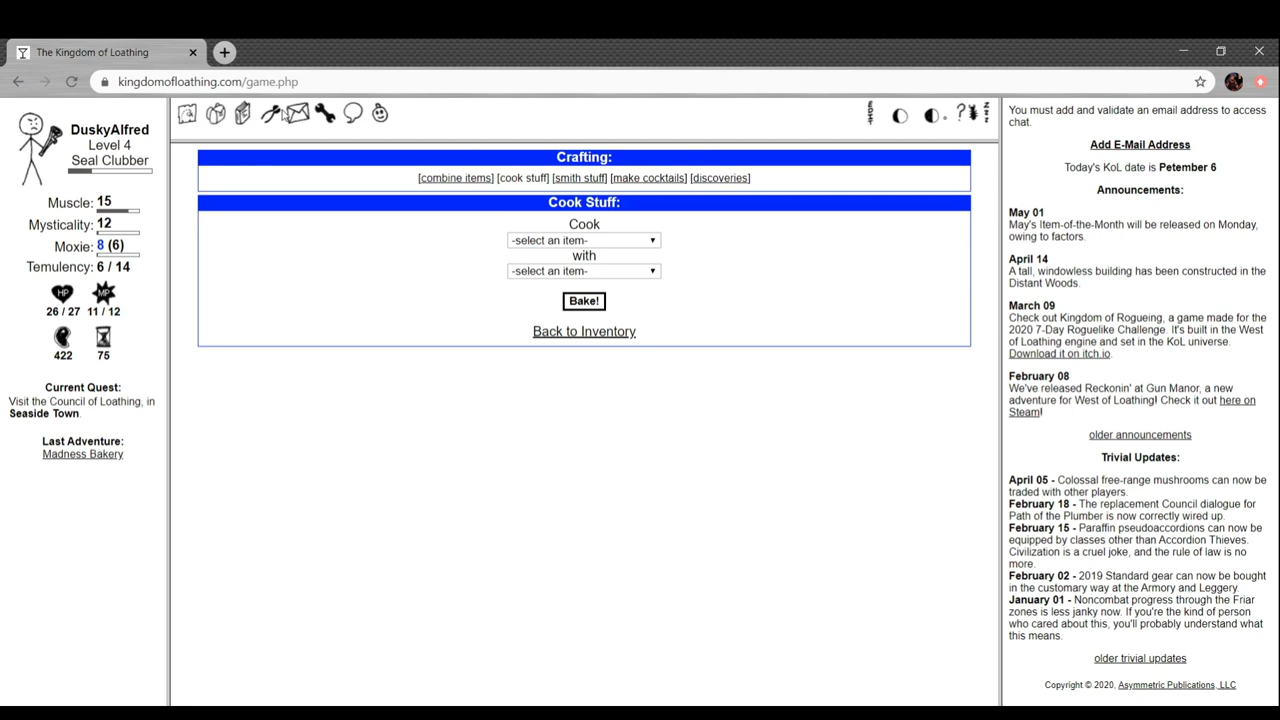 The Kingdom of Loathing
kingdomofloathing.com/game.php
DuskyAlfred
Level 4
Seal Clubber
Muscle: 15
Mysticality: 12
Moxie: 8 (6)
Temulency: 6 / 14
HP
MP
26 / 27
11 / 12
422
75
Current Quest:
Visit the Council of Loathing, in
Seaside Town.
Last Adventure:
Madness Bakery
Crafting:
[combine items] [cook stuff] [smith stuff] [make cocktails] [discoveries]
Cook Stuff:
Cook
-select an item-
with
-select an item-
Bake!
Back to Inventory
You must add and validate an email address to access
chat.
Add E-Mail Address
Today's KoL date is Petember 6
Announcements:
May 01
May's Item-of-the-Month will be released on Monday,
owing to factors.
April 14
A tall, windowless building has been constructed in the
Distant Woods.
March 09
Check out Kingdom of Rogueing, a game made for the
2020 7-Day Roguelike Challenge. It's built in the West
of Loathing engine and set in the KoL universe.
Download it on itch.io.
February 08
We've released Reckonin' at Gun Manor, a new
adventure for West of Loathing! Check it out here on
Steam!
older announcements
Trivial Updates:
April 05 - Colossal free-range mushrooms can now be
traded with other players.
February 18 - The replacement Council dialogue for
Path of the Plumber is now correctly wired up.
February 15 - Paraffin pseudoaccordions can now be
equipped by classes other than Accordion Thieves.
Civilization is a cruel joke, and the rule of law is no
more.
February 02 - 2019 Standard gear can now be bought
in the customary way at the Armory and Leggery.
January 01 - Noncombat progress through the Friar
zones is less janky now. If you're the kind of person
who cared about this, you'll probably understand what
this means.
older trivial updates
Copyright © 2020, Asymmetric Publications, LLC